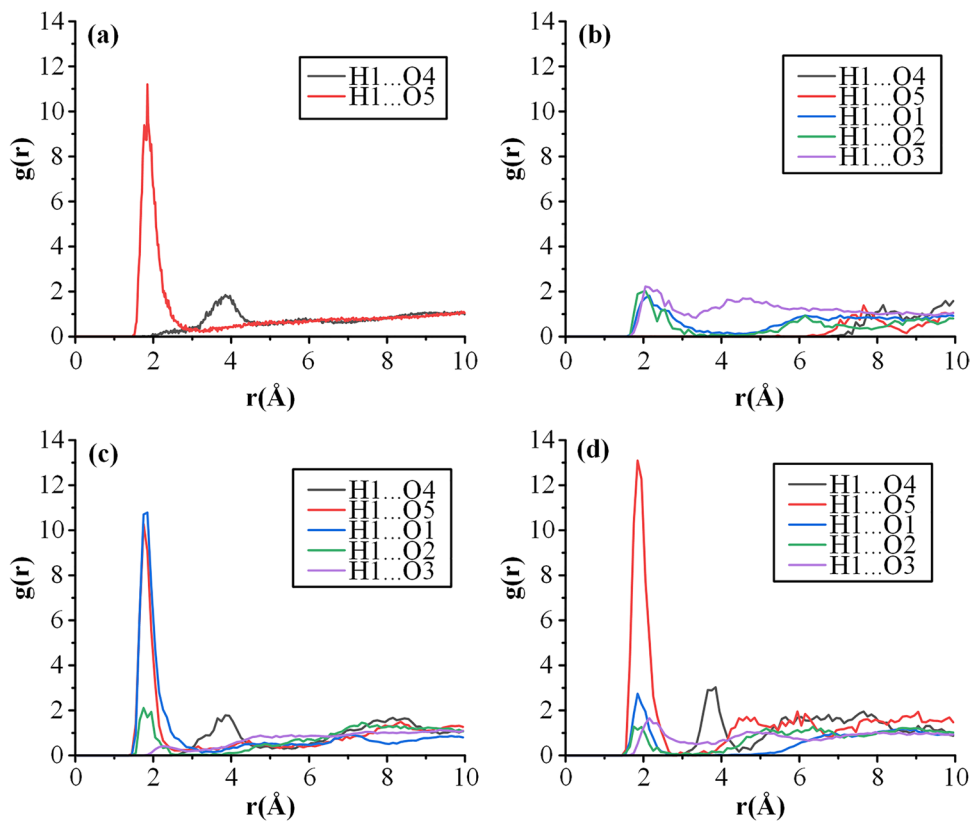 (a)
H1...O4
H1...O5
g(r)
14
12
10
8
6
4
2
0
0 2 4 6 8 10
r(Å)
(b)
H1...O4
H1...O5
H1...O1
H1...O2
H1...O3
g(r)
14
12
10
8
6
4
2
0
0 2 4 6 8 10
r(Å)
(c)
H1...O4
H1...O5
H1...O1
H1...O2
H1...O3
g(r)
14
12
10
8
6
4
2
0
0 2 4 6 8 10
r(Å)
(d)
H1...O4
H1...O5
H1...O1
H1...O2
H1...O3
g(r)
14
12
10
8
6
4
2
0
0 2 4 6 8 10
r(Å)